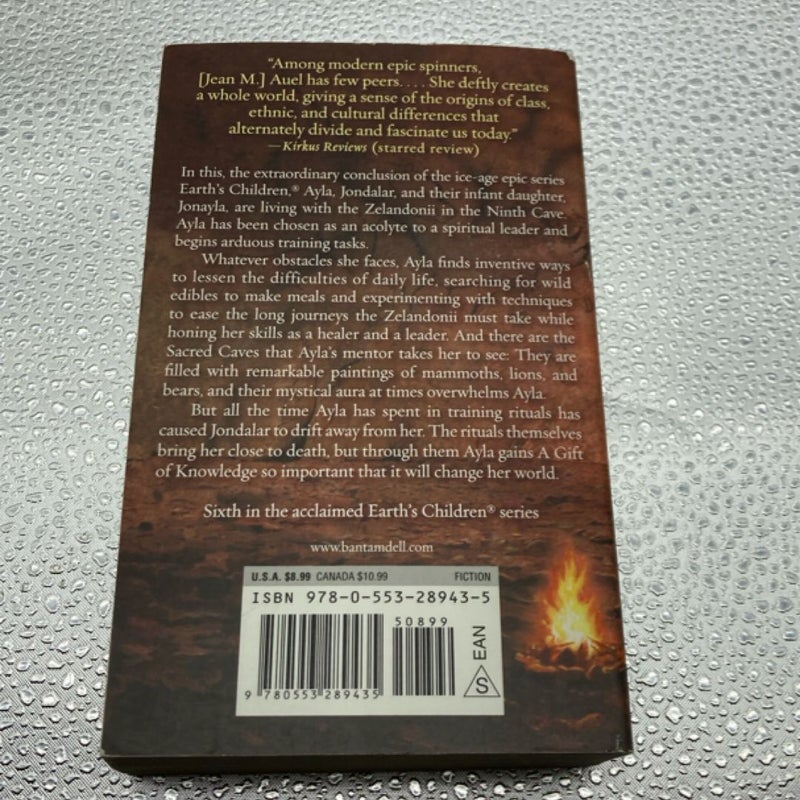 “Among modern epic spinners,
[Jean M.] Auel has few peers. . . . She deftly creates
a whole world, giving a sense of the origins of class,
ethnic, and cultural differences that
alternately divide and fascinate us today.”
—Kirkus Reviews (starred review)
In this, the extraordinary conclusion of the ice-age epic series
Earth’s Children,® Ayla, Jondalar, and their infant daughter,
Jonayla, are living with the Zelandonii in the Ninth Cave.
Ayla has been chosen as an acolyte to a spiritual leader and
begins arduous training tasks.
Whatever obstacles she faces, Ayla finds inventive ways
to lessen the difficulties of daily life, searching for wild
edibles to make meals and experimenting with techniques
to ease the long journeys the Zelandonii must take while
honing her skills as a healer and a leader. And there are the
Sacred Caves that Ayla’s mentor takes her to see: They are
filled with remarkable paintings of mammoths, lions, and
bears, and their mystical aura at times overwhelms Ayla.
But all the time Ayla has spent in training rituals has
caused Jondalar to drift away from her. The rituals themselves
bring her close to death, but through them Ayla gains A Gift
of Knowledge so important that it will change her world.
Sixth in the acclaimed Earth’s Children® series
www.bantamdell.com
U.S.A. $8.99 CANADA $10.99 FICTION
ISBN 978-0-553-28943-5
50899
EAN
S
9 780553 289435